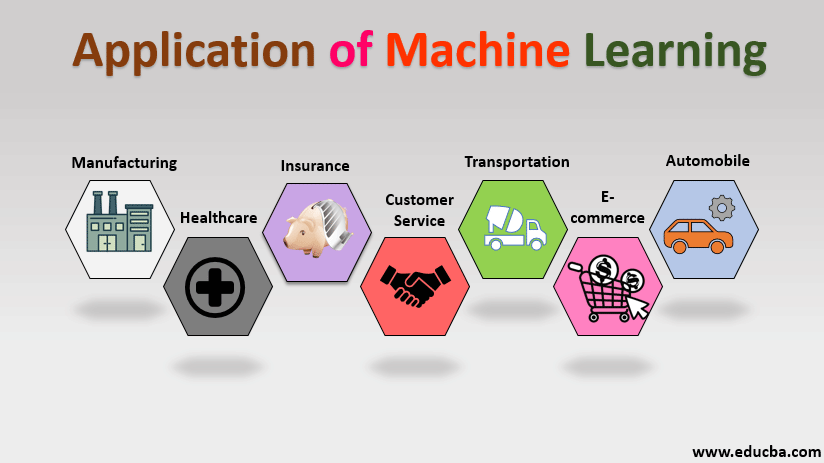 Application of Machine Learning
Manufacturing
Healthcare
Insurance
Customer
Service
Transportation
E-
commerce
Automobile
$
$
www.educba.com